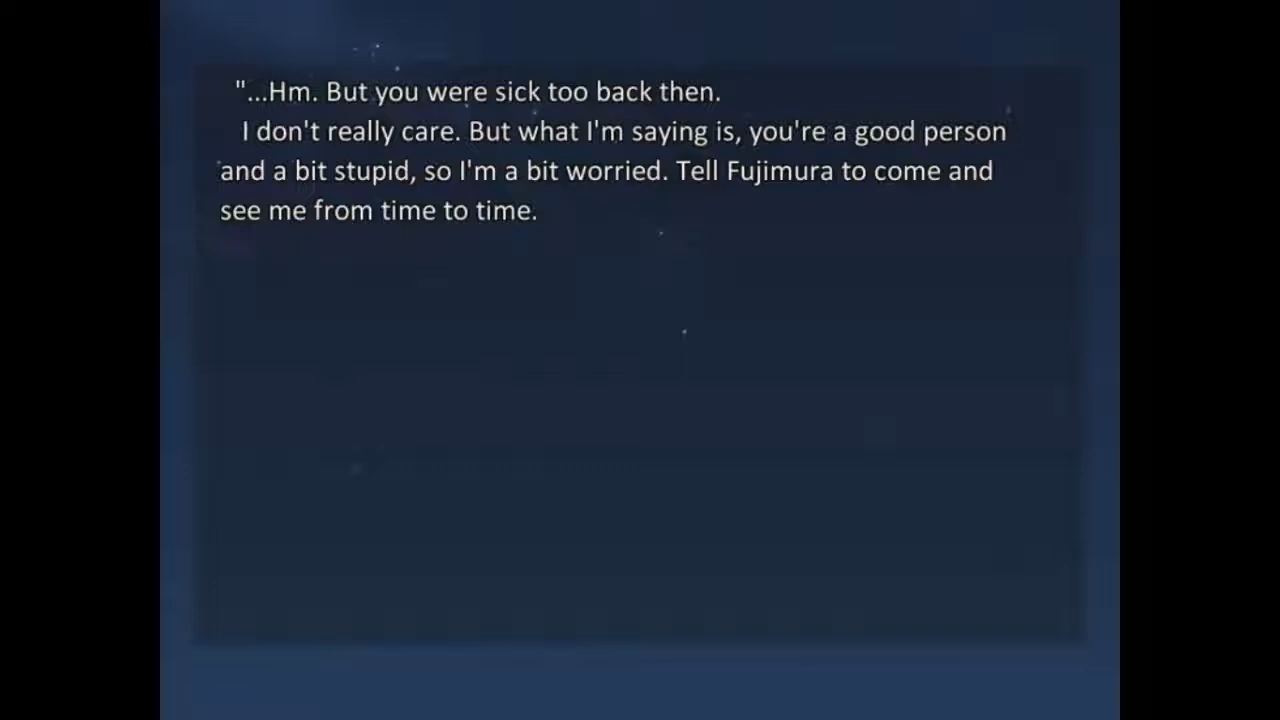 "...Hm. But you were sick too back then.
I don't really care. But what I'm saying is, you're a good person
and a bit stupid, so I'm a bit worried. Tell Fujimura to come and
see me from time to time.